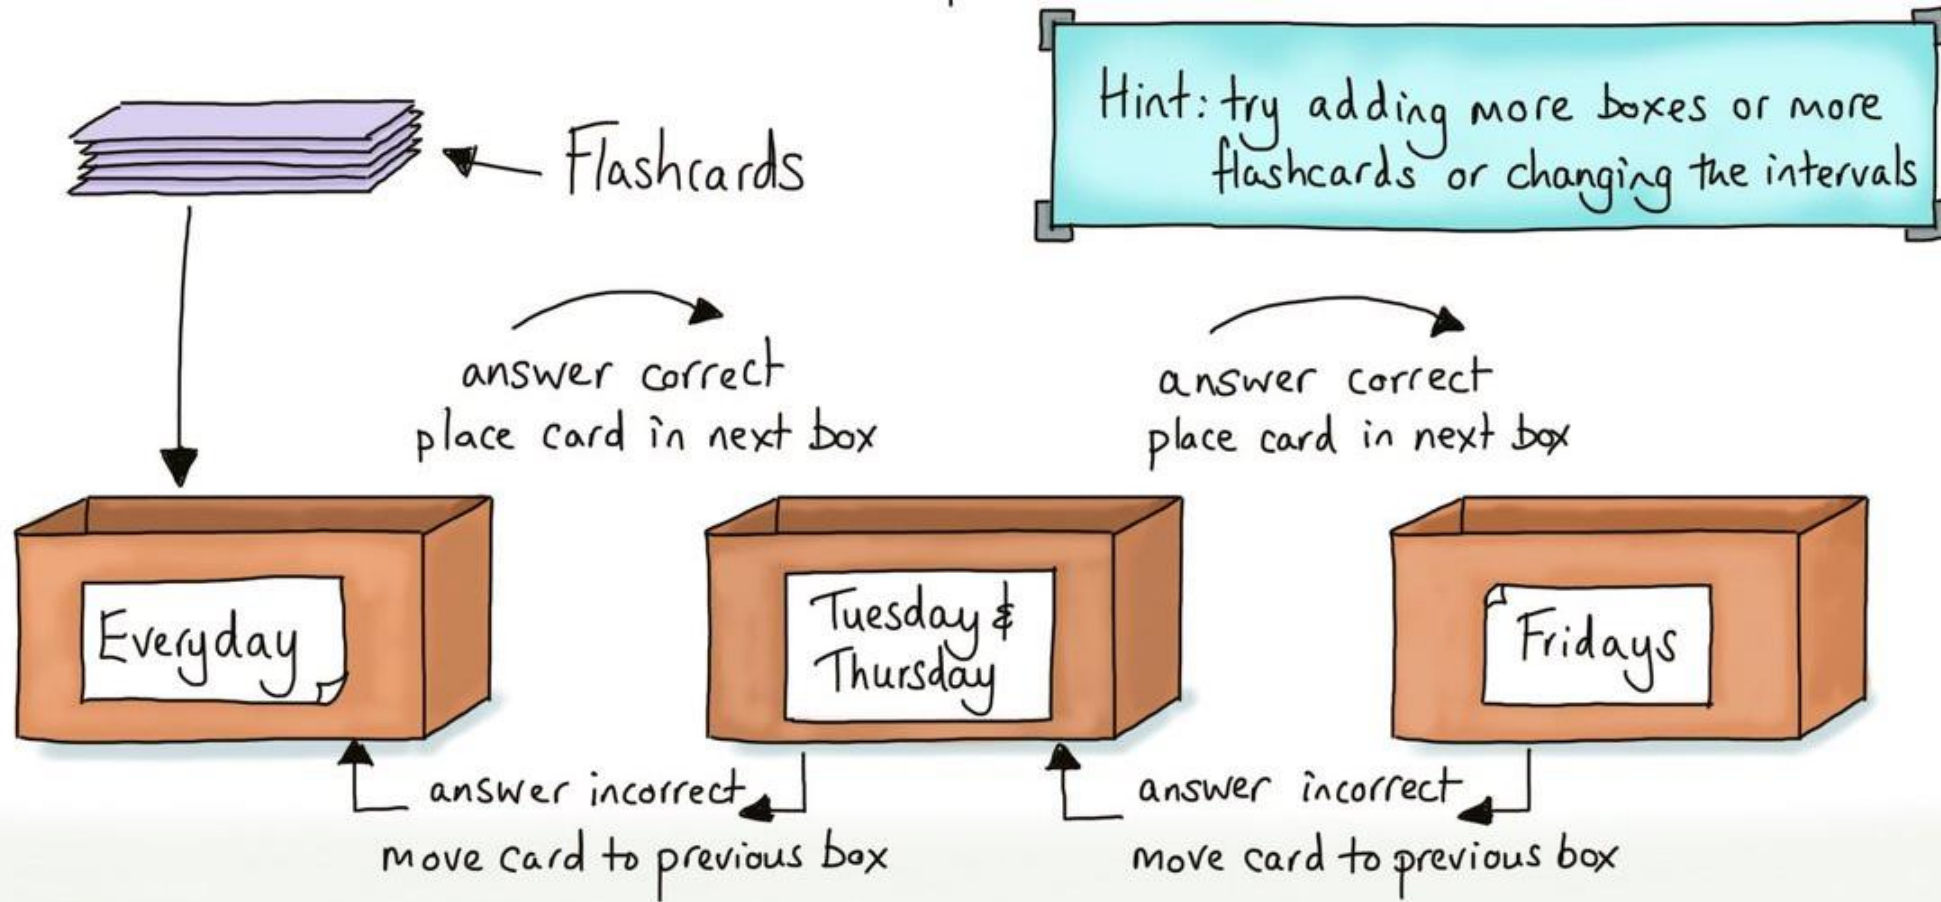 Hint: try adding more boxes or more
flashcards or changing the intervals
Flashcards
answer correct
place card in next box
answer correct
place card in next box
Everyday
Tuesday &
Thursday
Fridays
answer incorrect
move card to previous box
answer incorrect
move card to previous box